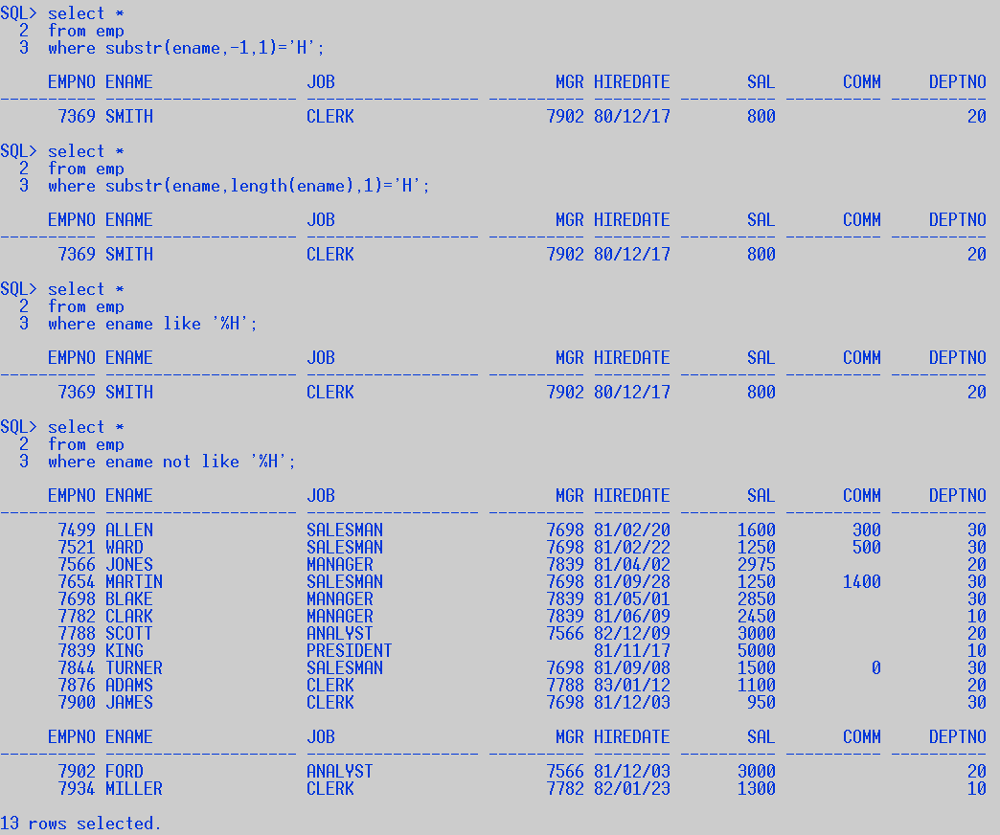 SQL> select *
  2  from emp
  3  where substr(ename,-1,1)='H';

     EMPNO ENAME                JOB                       MGR HIREDATE        SAL       COMM     DEPTNO
---------- -------------------- ------------------ ---------- -------- ---------- ---------- ----------
      7369 SMITH                CLERK                    7902 80/12/17        800                    20

SQL> select *
  2  from emp
  3  where substr(ename,length(ename),1)='H';

     EMPNO ENAME                JOB                       MGR HIREDATE        SAL       COMM     DEPTNO
---------- -------------------- ------------------ ---------- -------- ---------- ---------- ----------
      7369 SMITH                CLERK                    7902 80/12/17        800                    20

SQL> select *
  2  from emp
  3  where ename like '%H';

     EMPNO ENAME                JOB                       MGR HIREDATE        SAL       COMM     DEPTNO
---------- -------------------- ------------------ ---------- -------- ---------- ---------- ----------
      7369 SMITH                CLERK                    7902 80/12/17        800                    20

SQL> select *
  2  from emp
  3  where ename not like '%H';

     EMPNO ENAME                JOB                       MGR HIREDATE        SAL       COMM     DEPTNO
---------- -------------------- ------------------ ---------- -------- ---------- ---------- ----------
      7499 ALLEN                SALESMAN                 7698 81/02/20       1600        300         30
      7521 WARD                 SALESMAN                 7698 81/02/22       1250        500         30
      7566 JONES                MANAGER                  7839 81/04/02       2975                    20
      7654 MARTIN               SALESMAN                 7698 81/09/28       1250       1400         30
      7698 BLAKE                MANAGER                  7839 81/05/01       2850                    30
      7782 CLARK                MANAGER                  7839 81/06/09       2450                    10
      7788 SCOTT                ANALYST                  7566 82/12/09       3000                    20
      7839 KING                 PRESIDENT                     81/11/17       5000                    10
      7844 TURNER               SALESMAN                 7698 81/09/08       1500          0         30
      7876 ADAMS                CLERK                    7788 83/01/12       1100                    20
      7900 JAMES                CLERK                    7698 81/12/03        950                    30

     EMPNO ENAME                JOB                       MGR HIREDATE        SAL       COMM     DEPTNO
---------- -------------------- ------------------ ---------- -------- ---------- ---------- ----------
      7902 FORD                 ANALYST                  7566 81/12/03       3000                    20
      7934 MILLER               CLERK                    7782 82/01/23       1300                    10

13 rows selected.